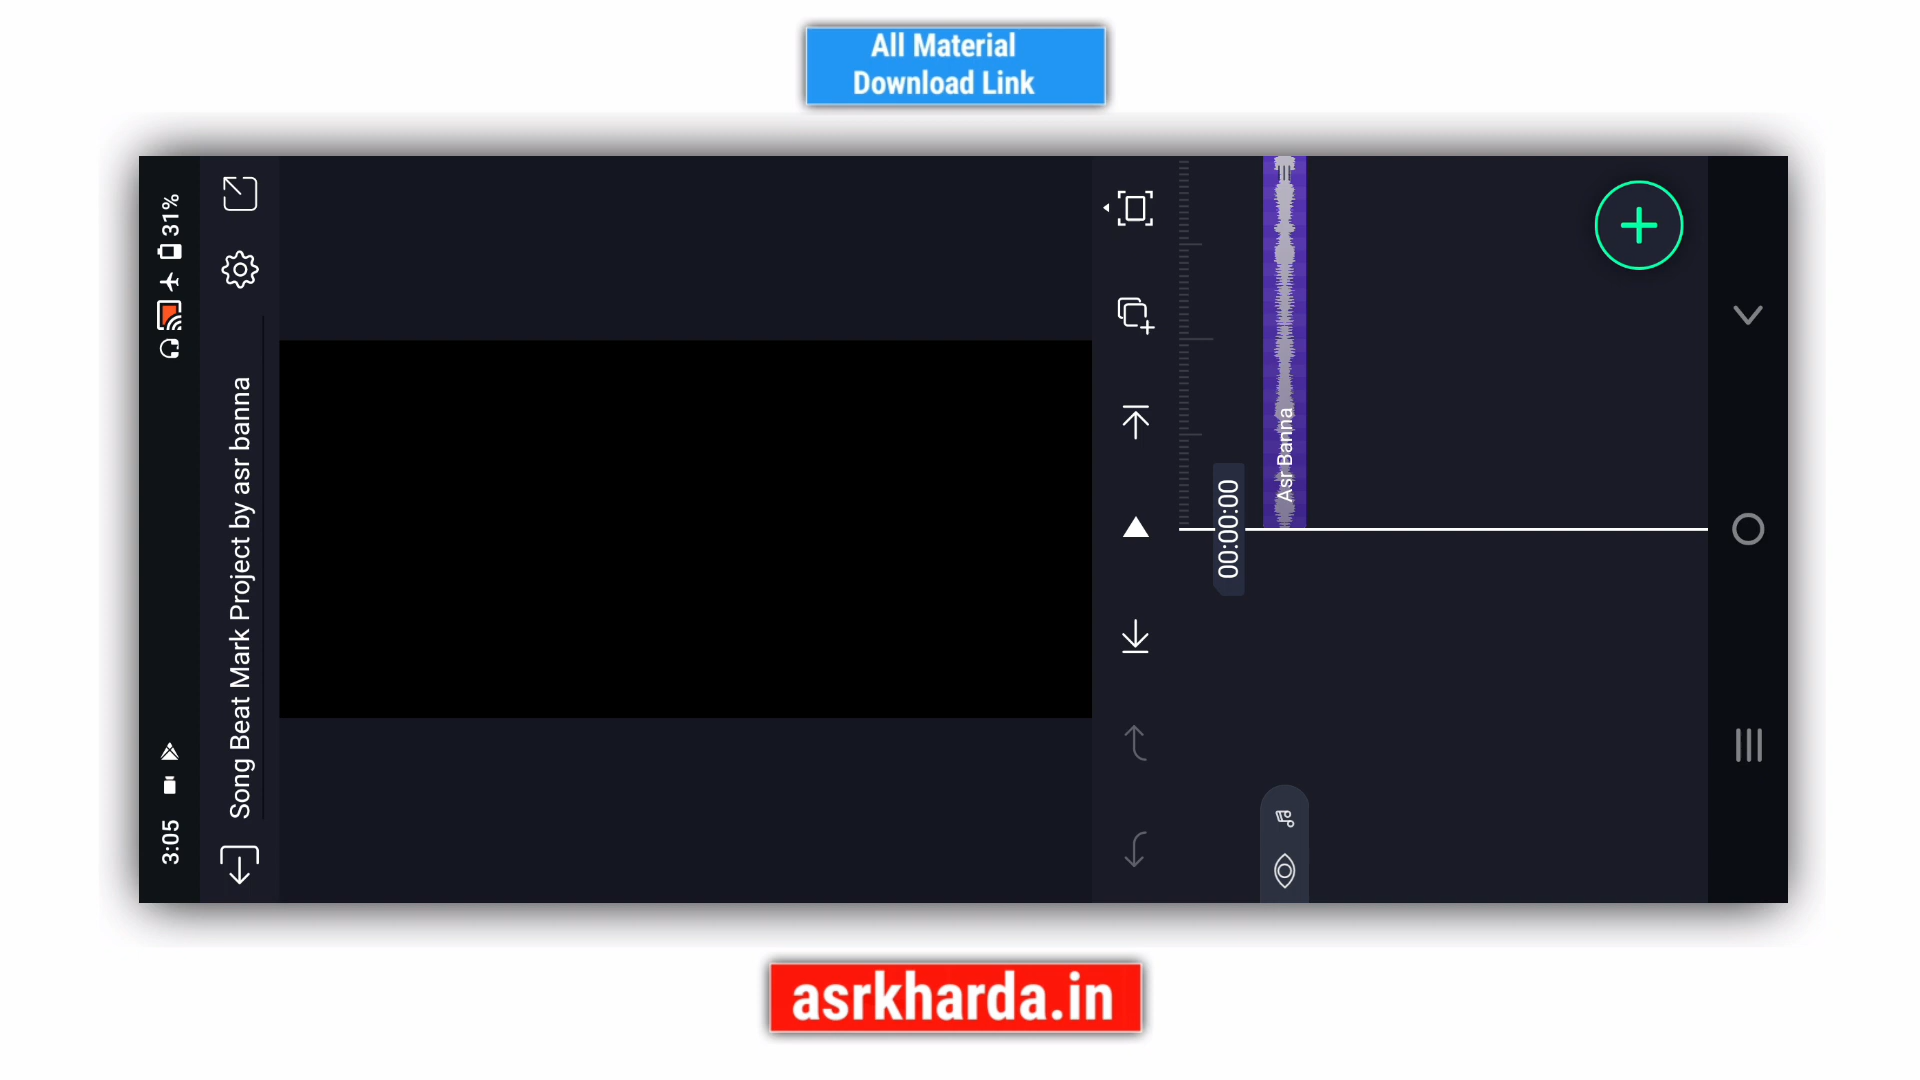 All Material
Download Link
3:05
31%
Song Beat Mark Project by asr banna
00:00:00
Asr Banna
asrkharda.in